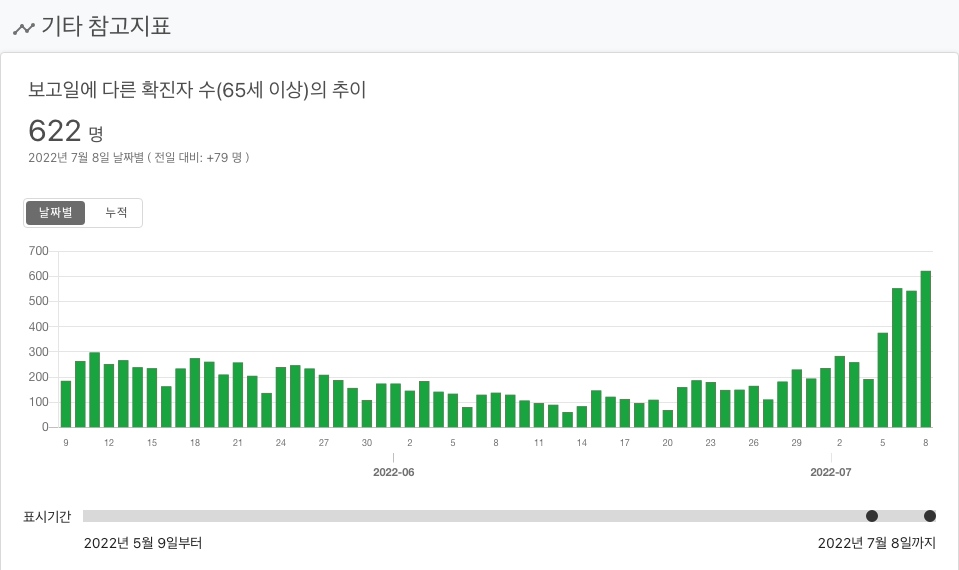 기타 참고지표
보고일에 다른 확진자 수(65세 이상)의 추이
622 명
2022년 7월 8일 날짜별 ( 전일 대비: +79 명 )
날짜별 누적
700
600
500
400
300
200
100
0
9 12 15 18 21 24 27 30 2 5 8 11 14 17 20 23 26 29 2 5 8
2022-06 2022-07
표시기간
2022년 5월 9일부터 2022년 7월 8일까지